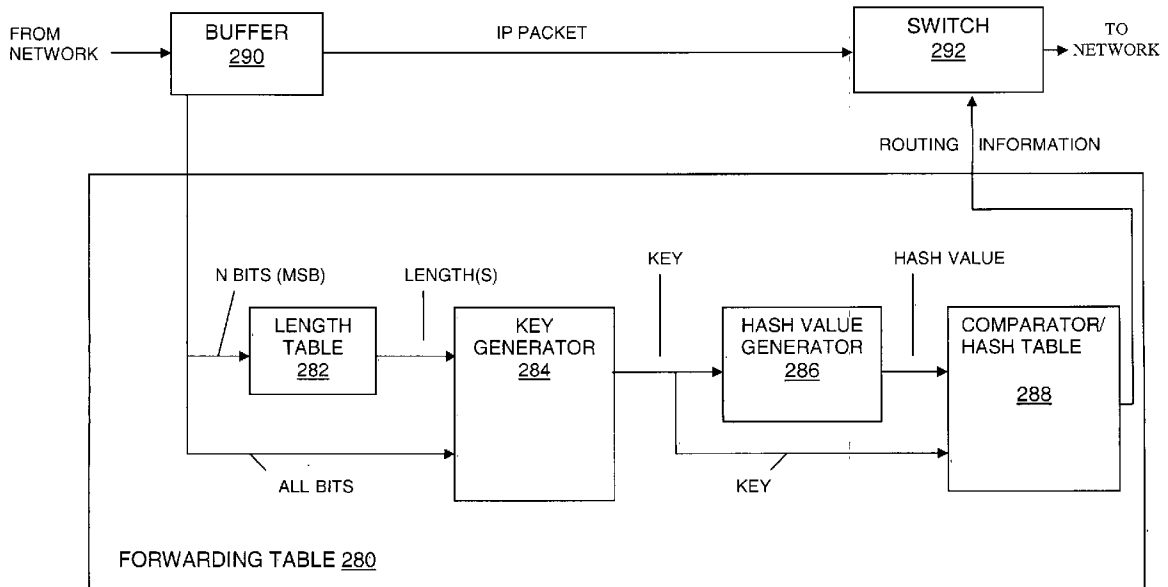 FROM
NETWORK
BUFFER
290
IP PACKET
SWITCH
292
TO
NETWORK
ROUTING INFORMATION
N BITS (MSB)
LENGTH(S)
KEY
HASH VALUE
LENGTH
TABLE
282
KEY
GENERATOR
284
HASH VALUE
GENERATOR
286
COMPARATOR/
HASH TABLE
288
ALL BITS
KEY
FORWARDING TABLE 280